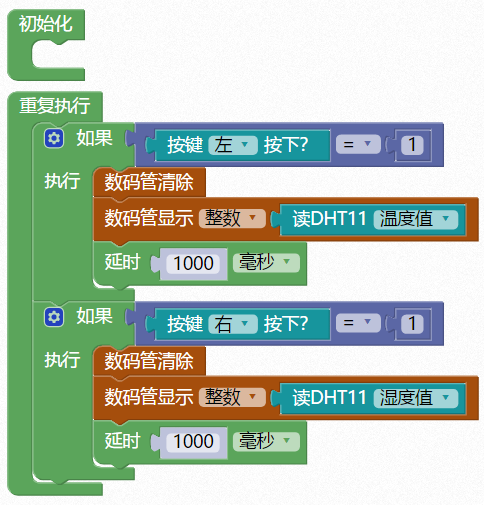 初始化
重复执行
如果 按键 左 按下? = 1
执行 数码管清除
数码管显示 整数 读DHT11 温度值
延时 1000 毫秒
如果 按键 右 按下? = 1
执行 数码管清除
数码管显示 整数 读DHT11 湿度值
延时 1000 毫秒